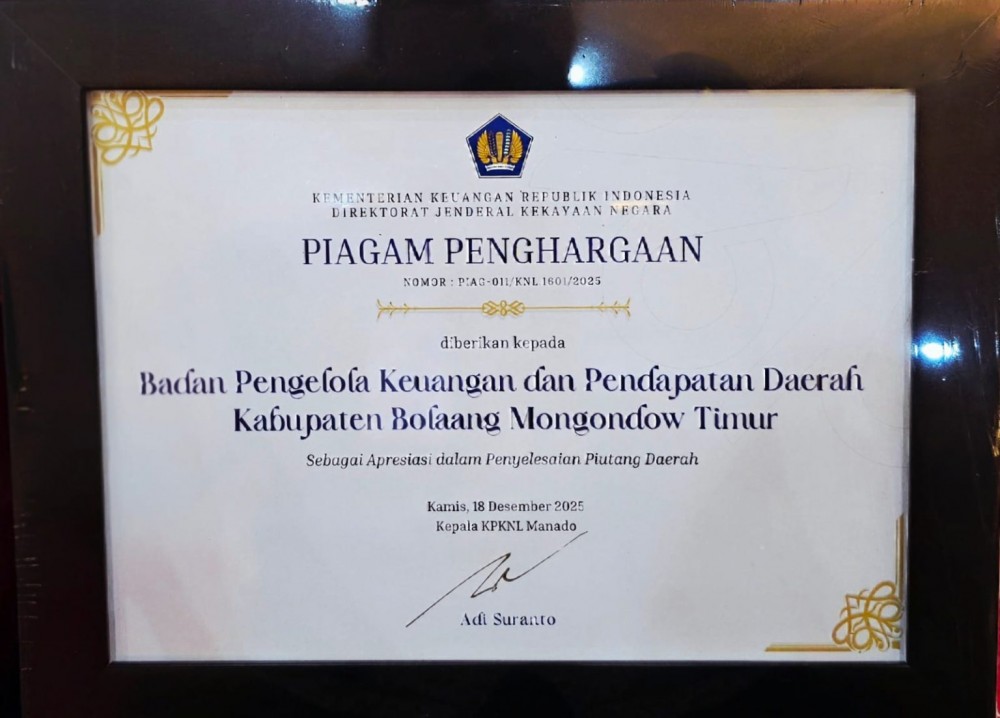 KEMENTERIAN KEUANGAN REPUBLIK INDONESIA
DIREKTORAT JENDERAL KEKAYAAN NEGARA
PIAGAM PENGHARGAAN
NOMOR : PIAG-011/KNL.1601/2025
diberikan kepada
Badan Pengelola Keuangan dan Pendapatan Daerah
Kabupaten Bolaang Mongondow Timur
Sebagai Apresiasi dalam Penyelesaian Piutang Daerah
Kamis, 18 Desember 2025
Kepala KPKNL Manado
Adi Suranto